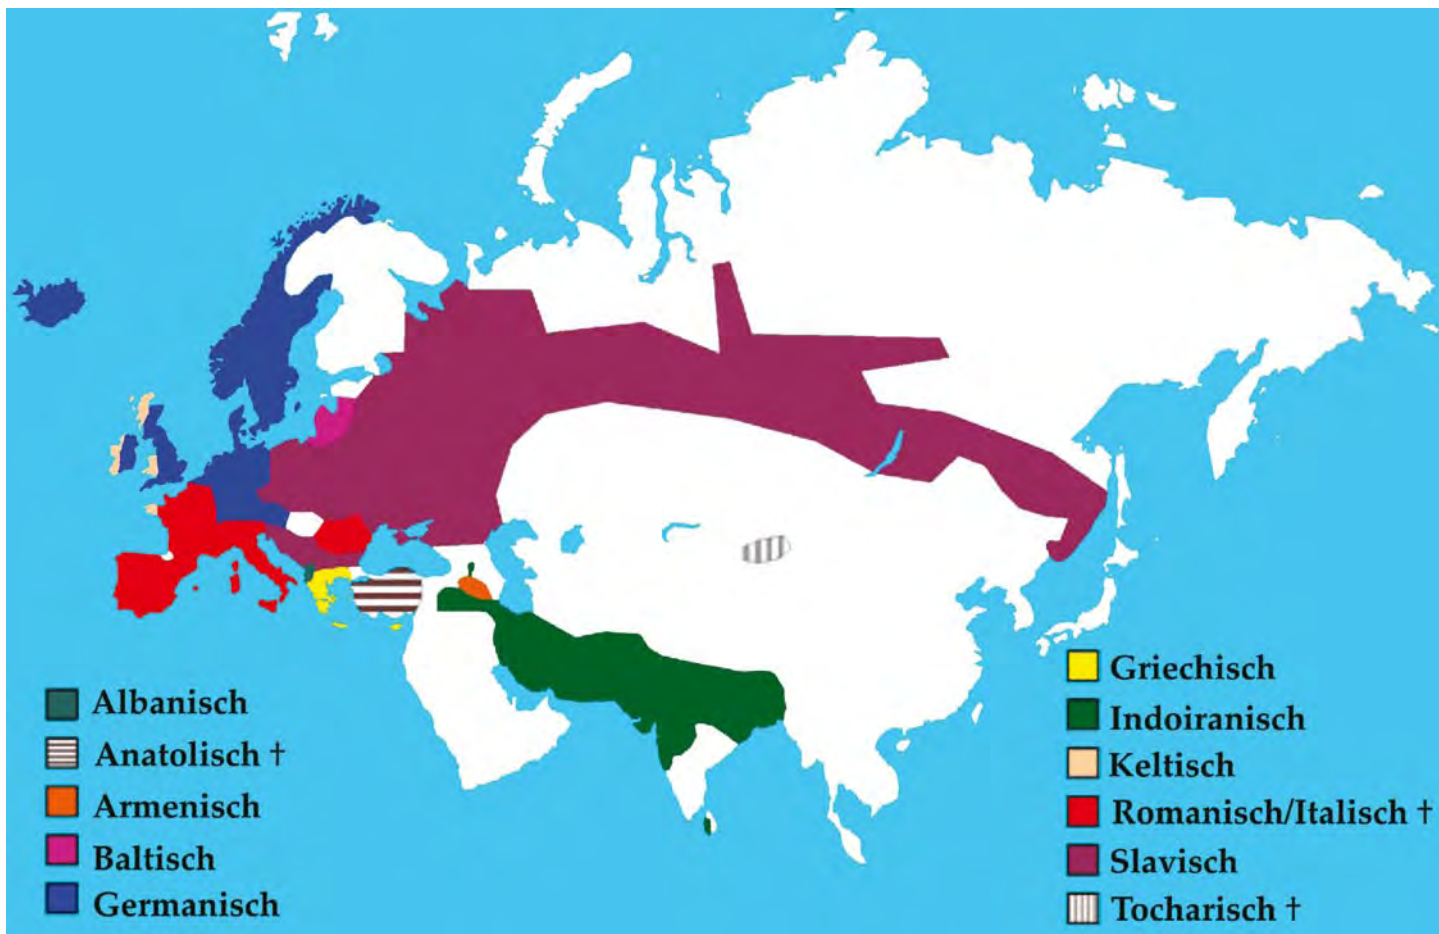 Albanisch
Anatolisch †
Armenisch
Baltisch
Germanisch
Griechisch
Indoiranisch
Keltisch
Romanisch/Italisch †
Slavisch
Tocharisch †